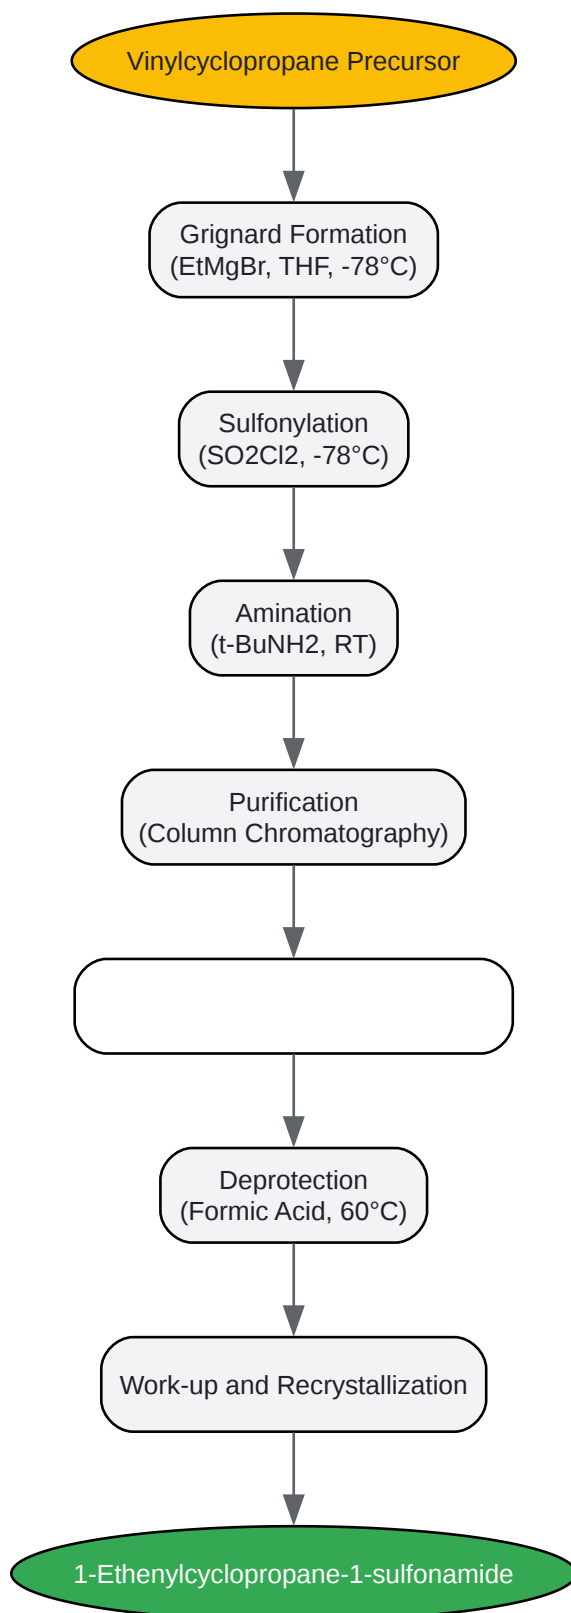 Vinylcyclopropane Precursor
Grignard Formation
(EtMgBr, THF, -78°C)
Sulfonylation
(SO2Cl2, -78°C)
Amination
(t-BuNH2, RT)
Purification
(Column Chromatography)
Deprotection
(Formic Acid, 60°C)
Work-up and Recrystallization
1-Ethenylcyclopropane-1-sulfonamide